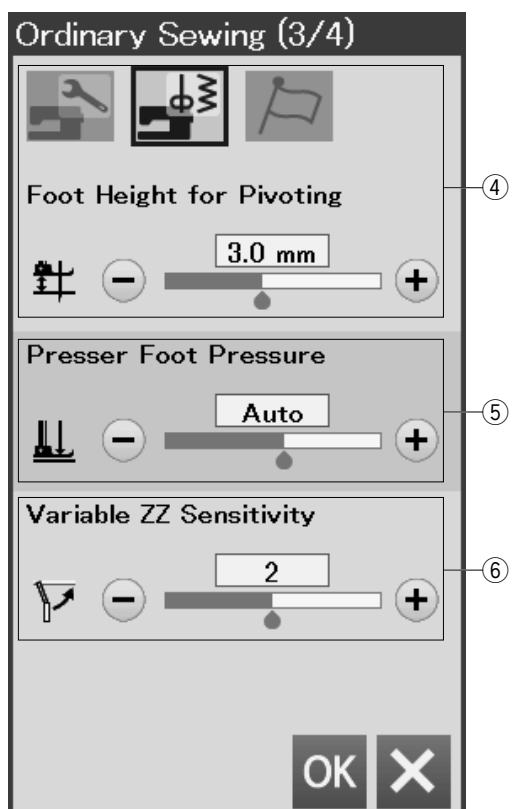 Ordinary Sewing (3/4)
Foot Height for Pivoting
④
3.0 mm
Presser Foot Pressure
Auto
⑤
Variable ZZ Sensitivity
2
⑥
OK